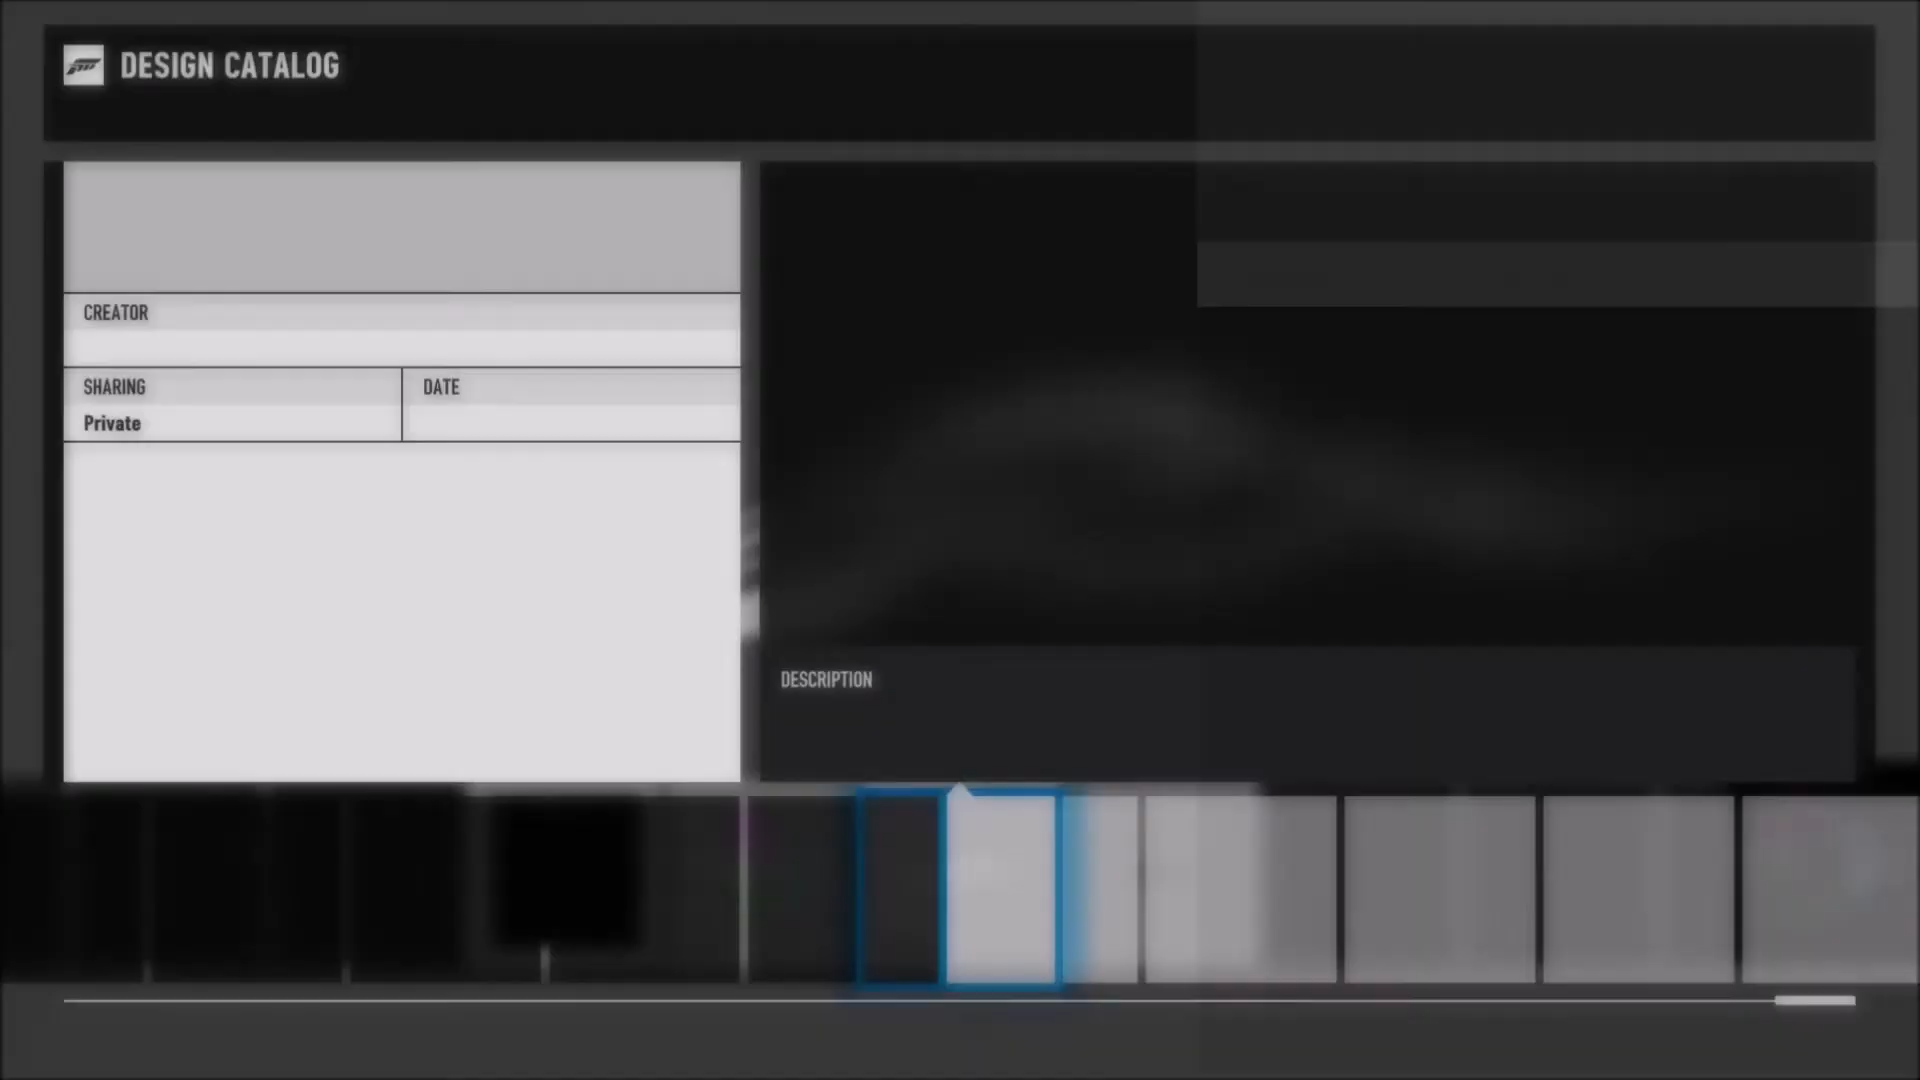 DESIGN CATALOG
CREATOR
SHARING
DATE
Private
DESCRIPTION